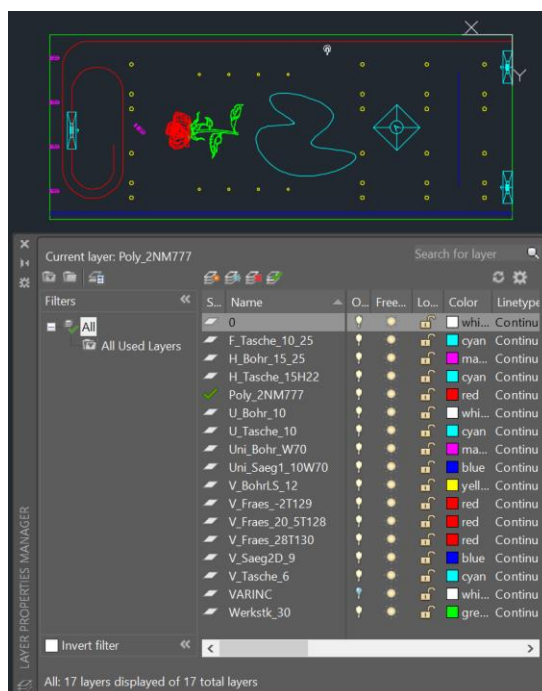 X
Y
Current layer: Poly_2NM777
Search for layer
Filters
S... Name O... Free... Lo... Color Linetype
All
All Used Layers
0 whi... Continu
F_Tasche_10_25 cyan Continu
H_Bohr_15_25 ma... Continu
H_Tasche_15H22 cyan Continu
Poly_2NM777 red Continu
U_Bohr_10 whi... Continu
U_Tasche_10 cyan Continu
Uni_Bohr_W70 ma... Continu
Uni_Saeg1_10W70 blue Continu
V_BohrLS_12 yell... Continu
V_Fraes_-2T129 red Continu
V_Fraes_20_5T128 red Continu
V_Fraes_28T130 red Continu
V_Saeg2D_9 blue Continu
V_Tasche_6 cyan Continu
VARINC whi... Continu
Werkstk_30 gre... Continu
Invert filter
All: 17 layers displayed of 17 total layers
LAYER PROPERTIES MANAGER